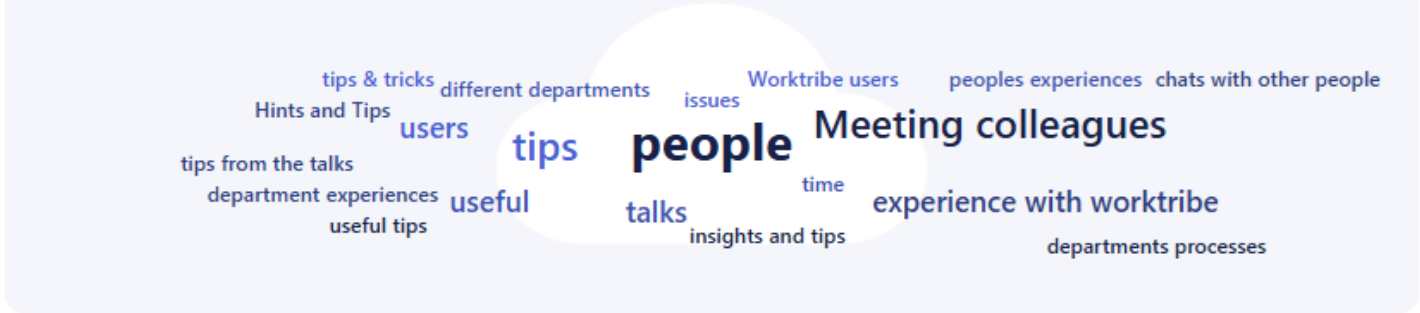 tips & tricks
different departments
Worktribe users
peoples experiences
chats with other people
Hints and Tips
issues
users
tips
people
Meeting colleagues
tips from the talks
department experiences
useful
time
experience with worktribe
useful tips
talks
insights and tips
departments processes